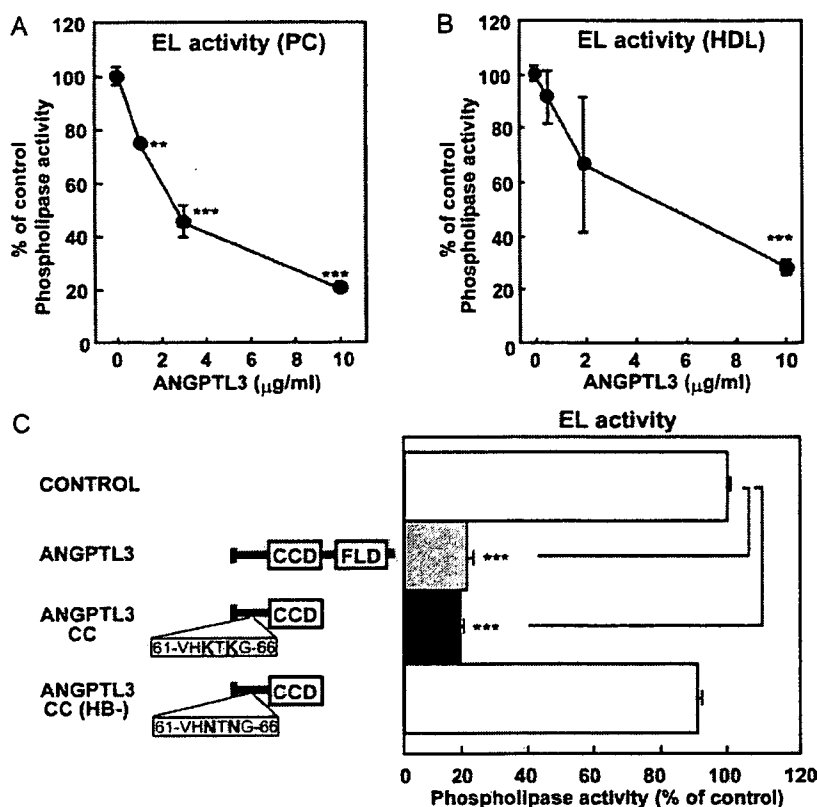 A
EL activity (PC)
% of control
Phospholipase activity
120
100
80
60
40
20
0
**
***
***
0 2 4 6 8 10
ANGPTL3 (μg/ml)
B
EL activity (HDL)
% of control
Phospholipase activity
120
100
80
60
40
20
0
***
0 2 4 6 8 10
ANGPTL3 (μg/ml)
C
EL activity
CONTROL
ANGPTL3
CCD FLD
***
ANGPTL3
CC
CCD
61-VHKTKG-66
***
ANGPTL3
CC (HB-)
CCD
61-VHNTNG-66
0 20 40 60 80 100 120
Phospholipase activity (% of control)